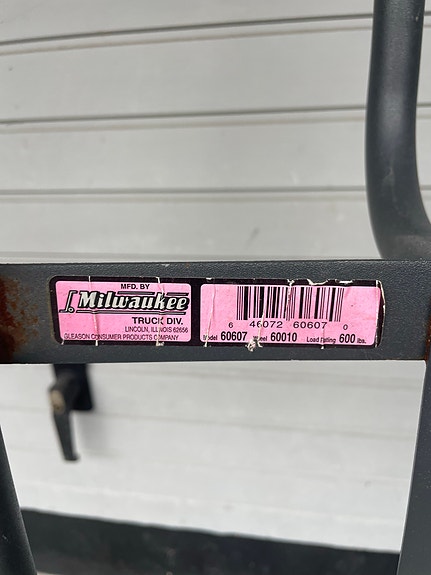 MFD. BY
Milwaukee
TRUCK DIV.
LINCOLN, ILLINOIS 62656
GLEASON CONSUMER PRODUCTS COMPANY
6 46072 60607 0
Model 60607 Wheel 60010 Load Rating 600 lbs.